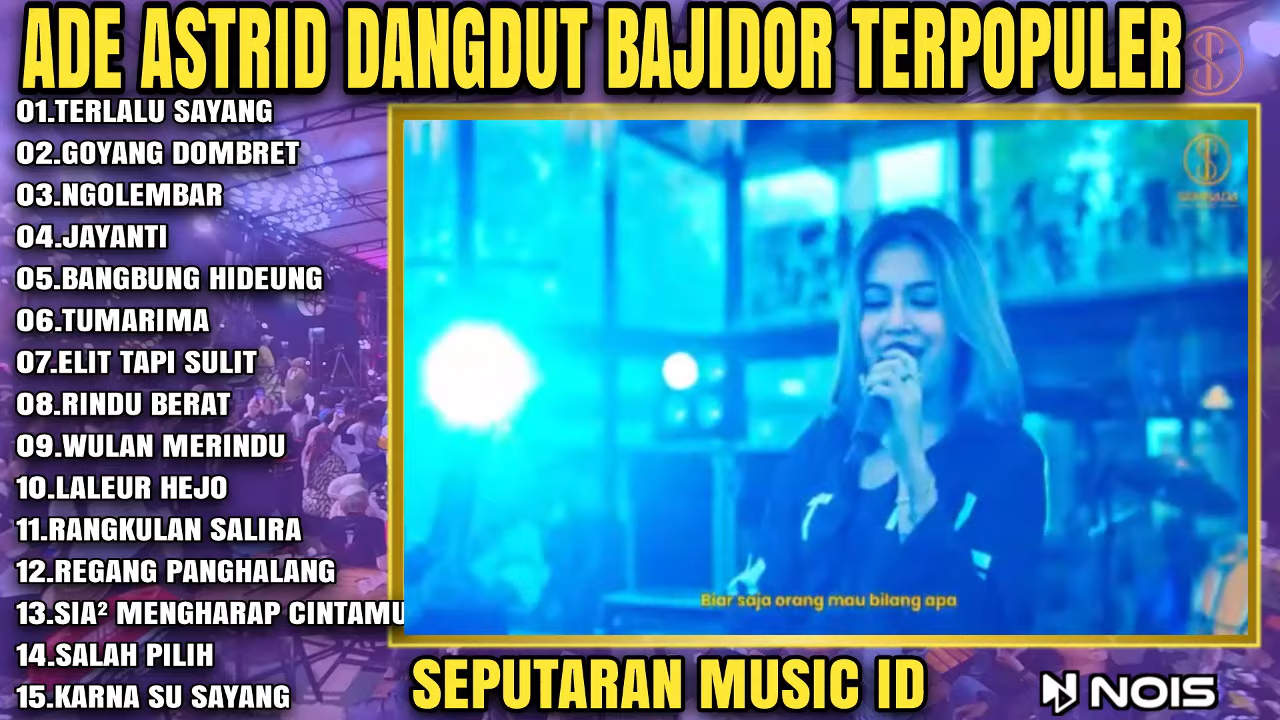 ADE ASTRID DANGDUT BAJIDOR TERPOPULER
01.TERLALU SAYANG
02.GOYANG DOMBRET
03.NGOLEMBAR
04.JAYANTI
05.BANGBUNG HIDEUNG
06.TUMARIMA
07.ELIT TAPI SULIT
08.RINDU BERAT
09.WULAN MERINDU
10.LALEUR HEJO
11.RANGKULAN SALIRA
12.REGANG PANGHALANG
13.SIA² MENGHARAP CINTAMU
14.SALAH PILIH
15.KARNA SU SAYANG
Biar saja orang mau bilang apa
SEPUTARAN MUSIC ID
NOIS